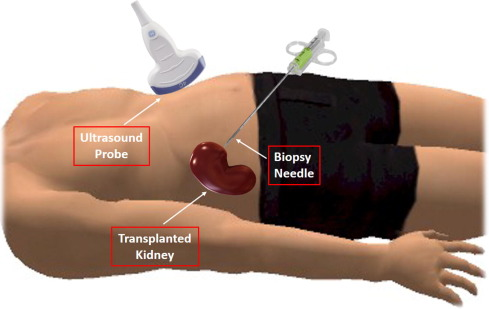 Ultrasound
Probe
Biopsy
Needle
Transplanted
Kidney